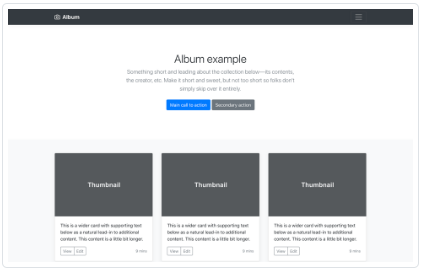 Album
Album example
Something short and leading about the collection below—its contents,
the creator, etc. Make it short and sweet, but not too short so folks don't
simply skip over it entirely.
Main call to action Secondary action
Thumbnail Thumbnail Thumbnail
This is a wider card with supporting text
below as a natural lead-in to additional
content. This content is a little bit longer.
View Edit 9 mins
This is a wider card with supporting text
below as a natural lead-in to additional
content. This content is a little bit longer.
View Edit 9 mins
This is a wider card with supporting text
below as a natural lead-in to additional
content. This content is a little bit longer.
View Edit 9 mins